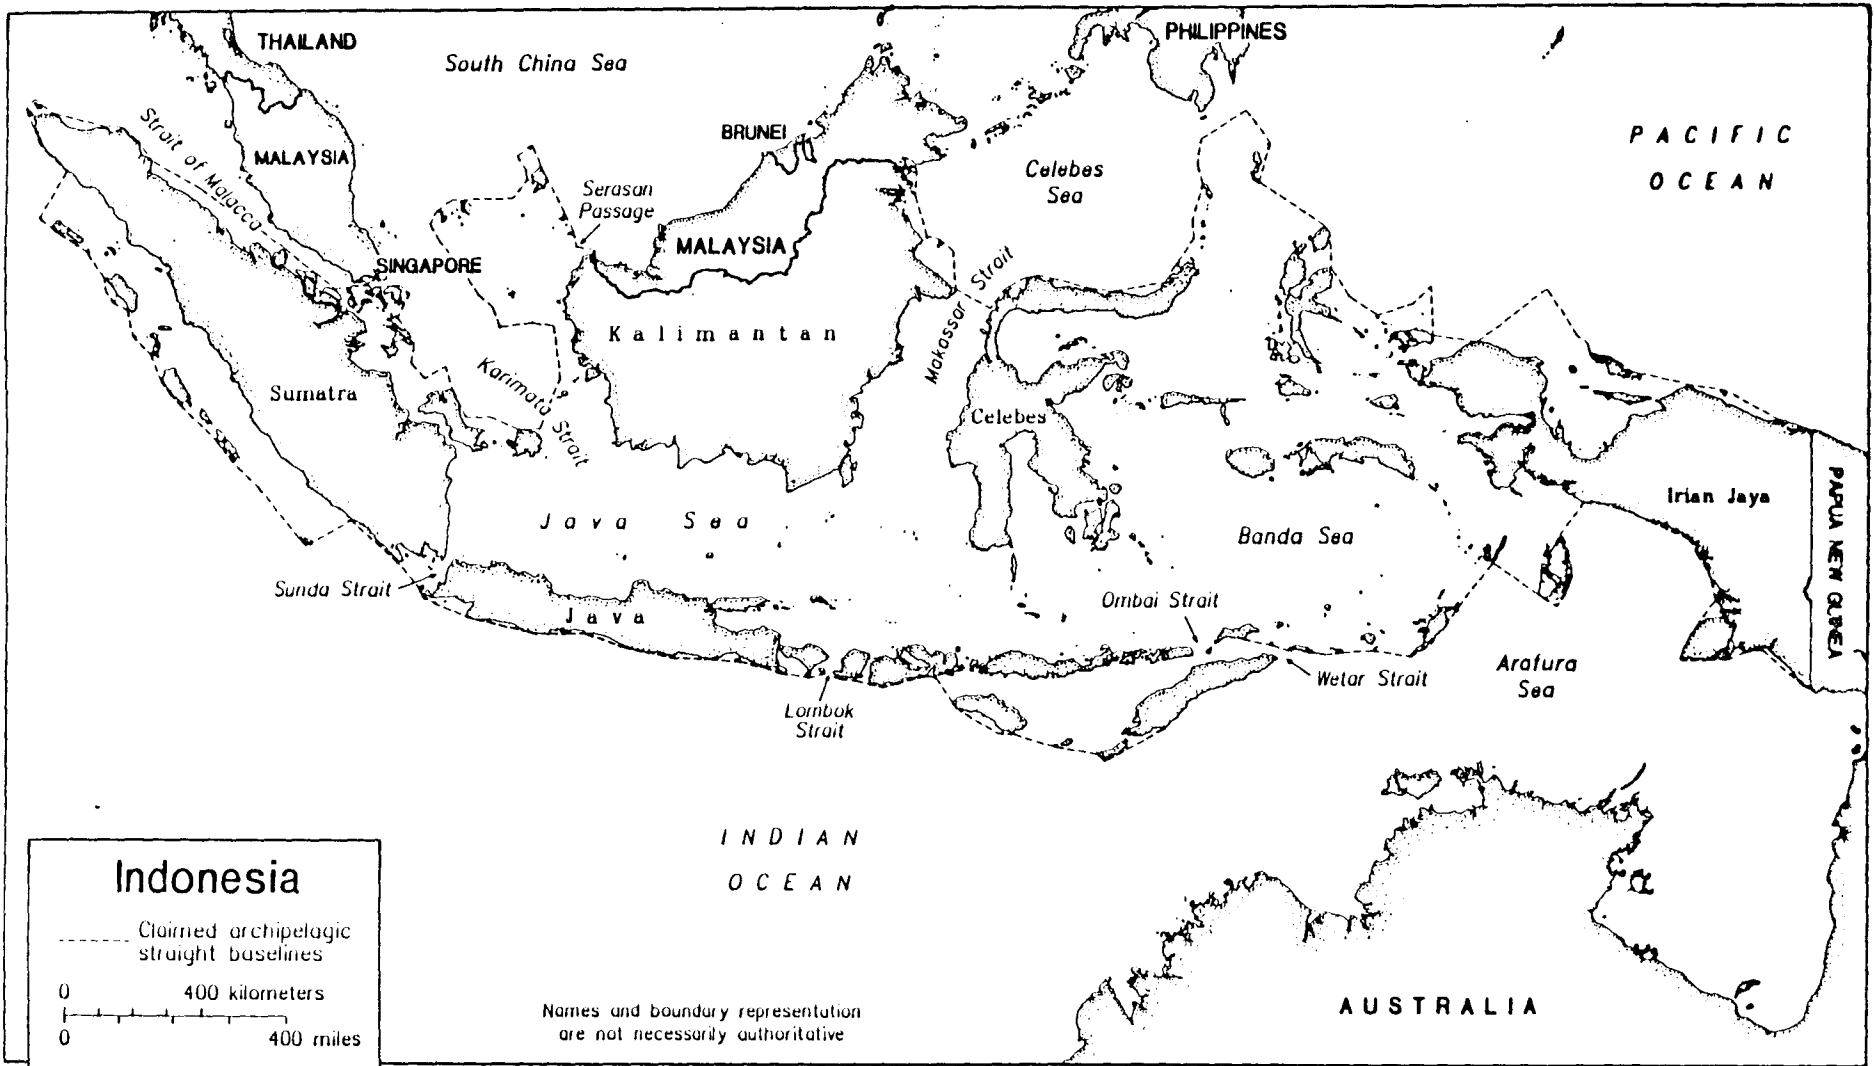 THAILAND
South China Sea
PHILIPPINES
PACIFIC
OCEAN
BRUNEI
Strait of Malacca
MALAYSIA
Celebes
Sea
Serasan
Passage
MALAYSIA
SINGAPORE
Makassar Strait
Kalimantan
Karimata Strait
Sumatra
Celebes
Irian Jaya
PAPUA NEW GUINEA
Java Sea
Banda Sea
Sunda Strait
Ombai Strait
Java
Arafura
Sea
Wetar Strait
Lombok
Strait
INDIAN
OCEAN
Indonesia
Claimed archipelagic
straight baselines
0 400 kilometers
0 400 miles
Names and boundary representation
are not necessarily authoritative
AUSTRALIA